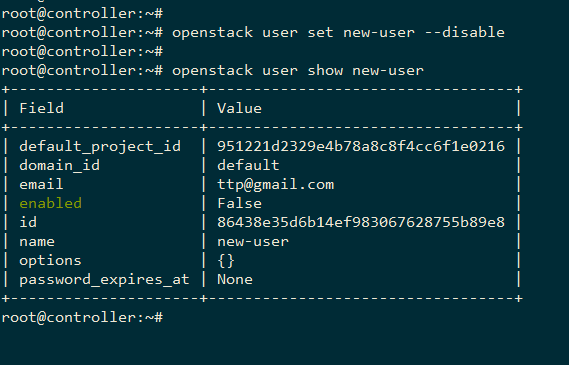 root@controller:~#
root@controller:~# openstack user set new-user --disable
root@controller:~#
root@controller:~# openstack user show new-user
+---------------------+----------------------------------+
| Field               | Value                            |
+---------------------+----------------------------------+
| default_project_id  | 951221d2329e4b78a8c8f4cc6f1e0216 |
| domain_id           | default                          |
| email               | ttp@gmail.com                    |
| enabled             | False                            |
| id                  | 86438e35d6b14ef983067628755b89e8 |
| name                | new-user                         |
| options             | {}                               |
| password_expires_at | None                             |
+---------------------+----------------------------------+
root@controller:~#